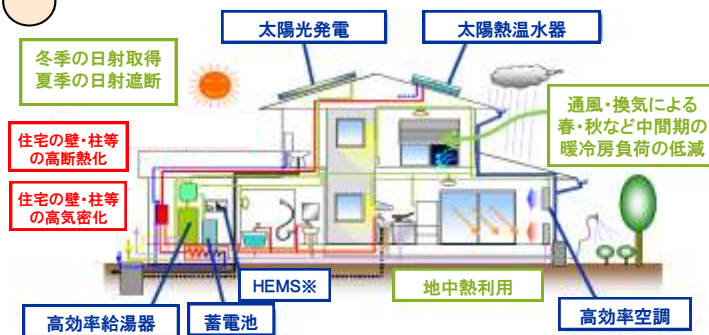 太陽光発電
太陽熱温水器
冬季の日射取得
夏季の日射遮断
通風・換気による
春・秋など中間期の
暖冷房負荷の低減
住宅の壁・柱等
の高断熱化
住宅の壁・柱等
の高気密化
HEMS※
地中熱利用
高効率給湯器
蓄電池
高効率空調